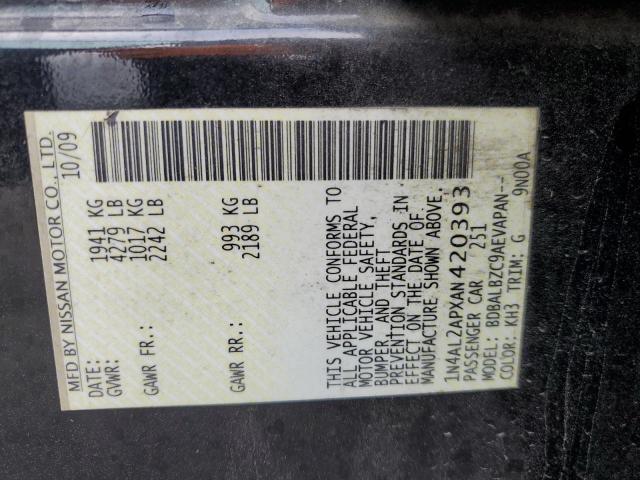 MFD BY NISSAN MOTOR CO., LTD.
DATE: 10/09
GVWR: 1941 KG
4279 LB
GAWR FR.: 1017 KG
2242 LB
GAWR RR.: 993 KG
2189 LB
THIS VEHICLE CONFORMS TO
ALL APPLICABLE FEDERAL
MOTOR VEHICLE SAFETY,
BUMPER, AND THEFT
PREVENTION STANDARDS IN
EFFECT ON THE DATE OF
MANUFACTURE SHOWN ABOVE.
1N4AL2APXAN420393
PASSENGER CAR 251
MODEL: BDBALBZC9AEVAPAN--
COLOR: KH3 TRIM: G 9N00A